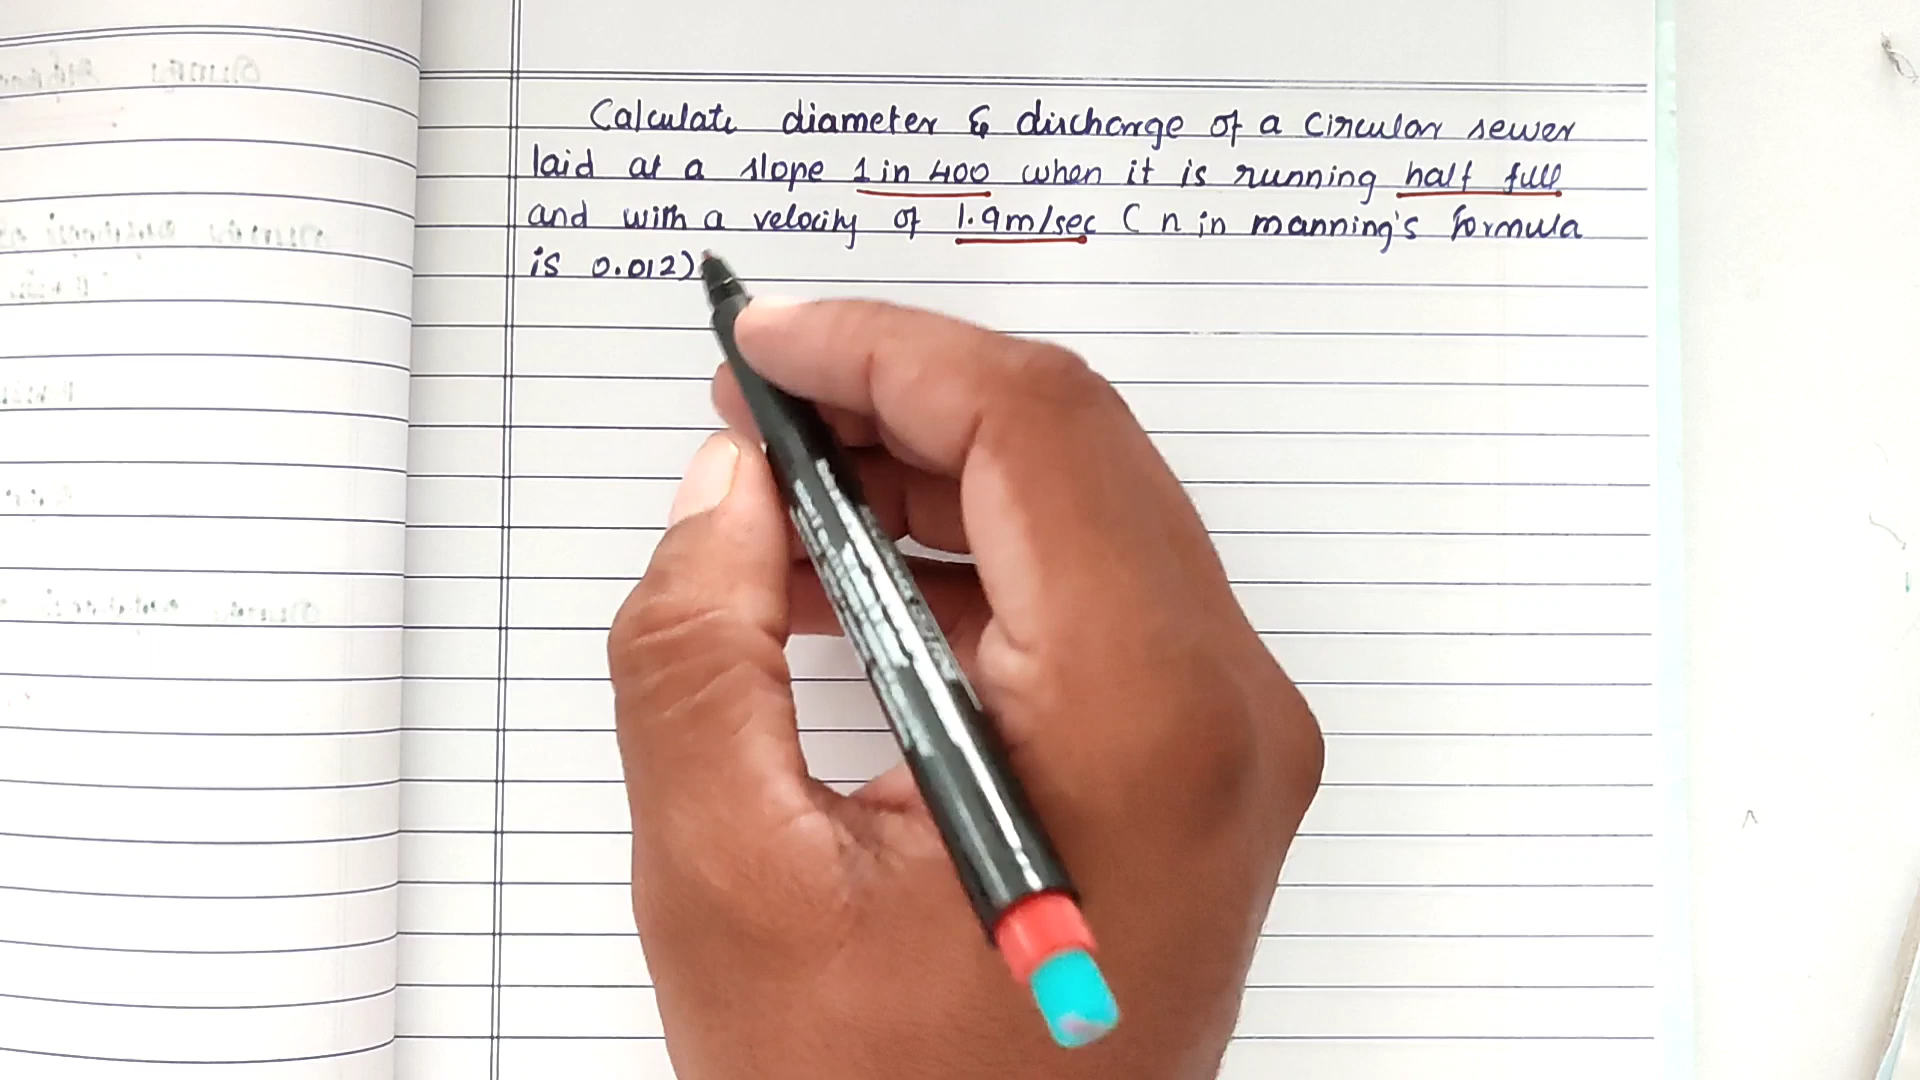 Calculate diameter & discharge of a circular sewer
laid at a slope 1 in 400 when it is running half full
and with a velocity of 1.9m/sec ( n in manning's formula
is 0.012)